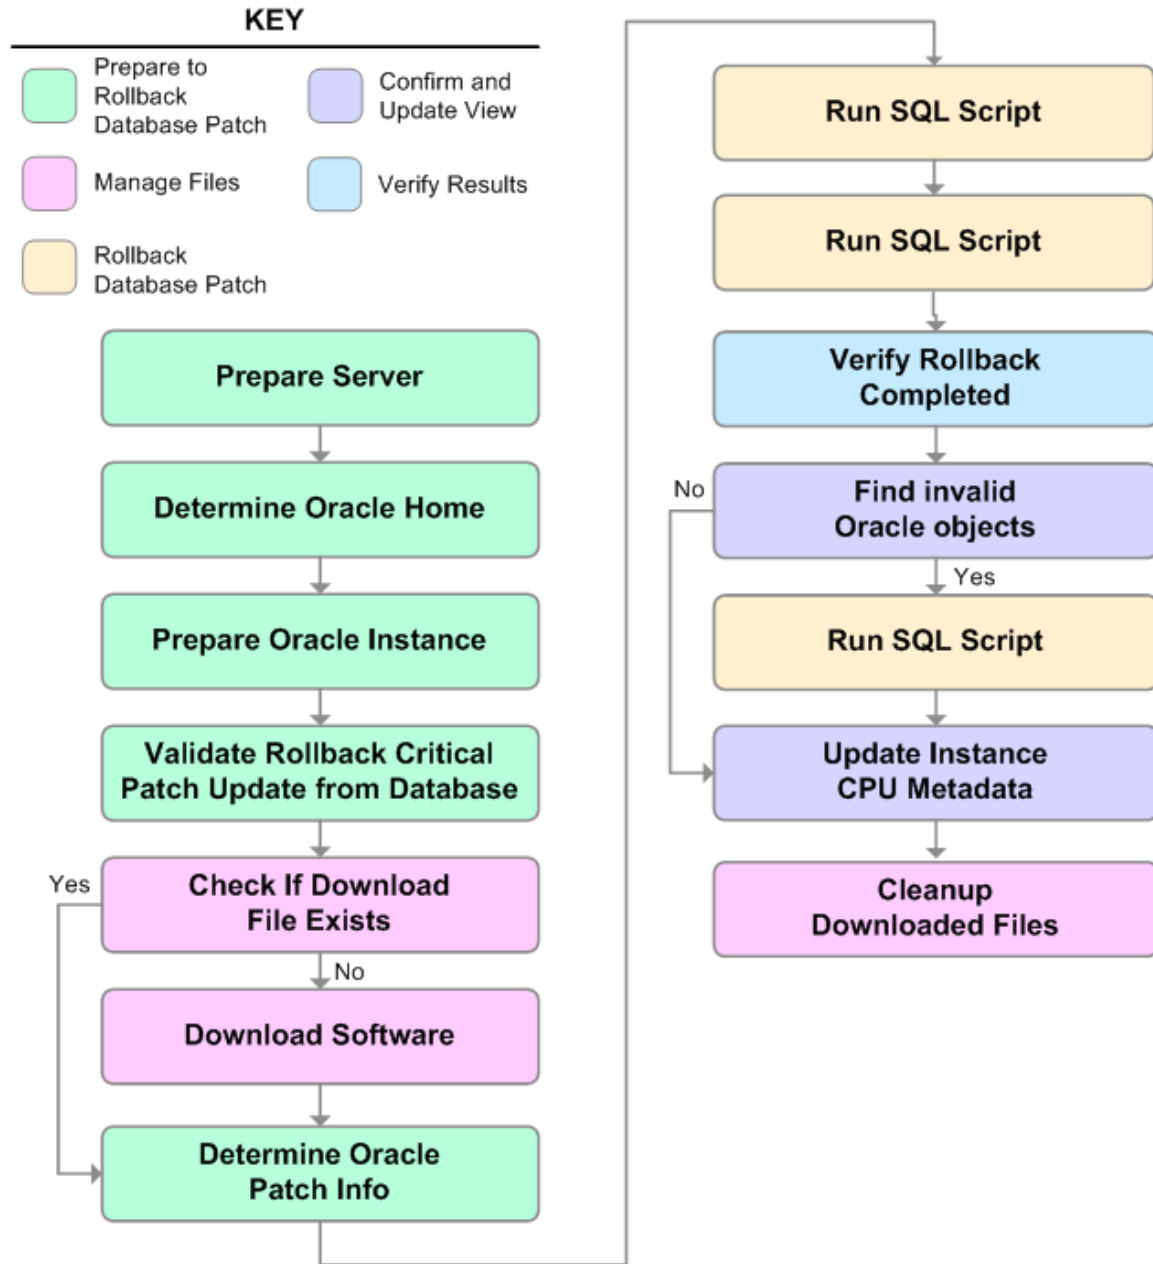 KEY
Prepare to
Rollback
Database Patch
Confirm and
Update View
Manage Files
Verify Results
Rollback
Database Patch
Prepare Server
Determine Oracle Home
Prepare Oracle Instance
Validate Rollback Critical
Patch Update from Database
Yes
Check If Download
File Exists
No
Download Software
Determine Oracle
Patch Info
Run SQL Script
Run SQL Script
Verify Rollback
Completed
No
Find invalid
Oracle objects
Yes
Run SQL Script
Update Instance
CPU Metadata
Cleanup
Downloaded Files